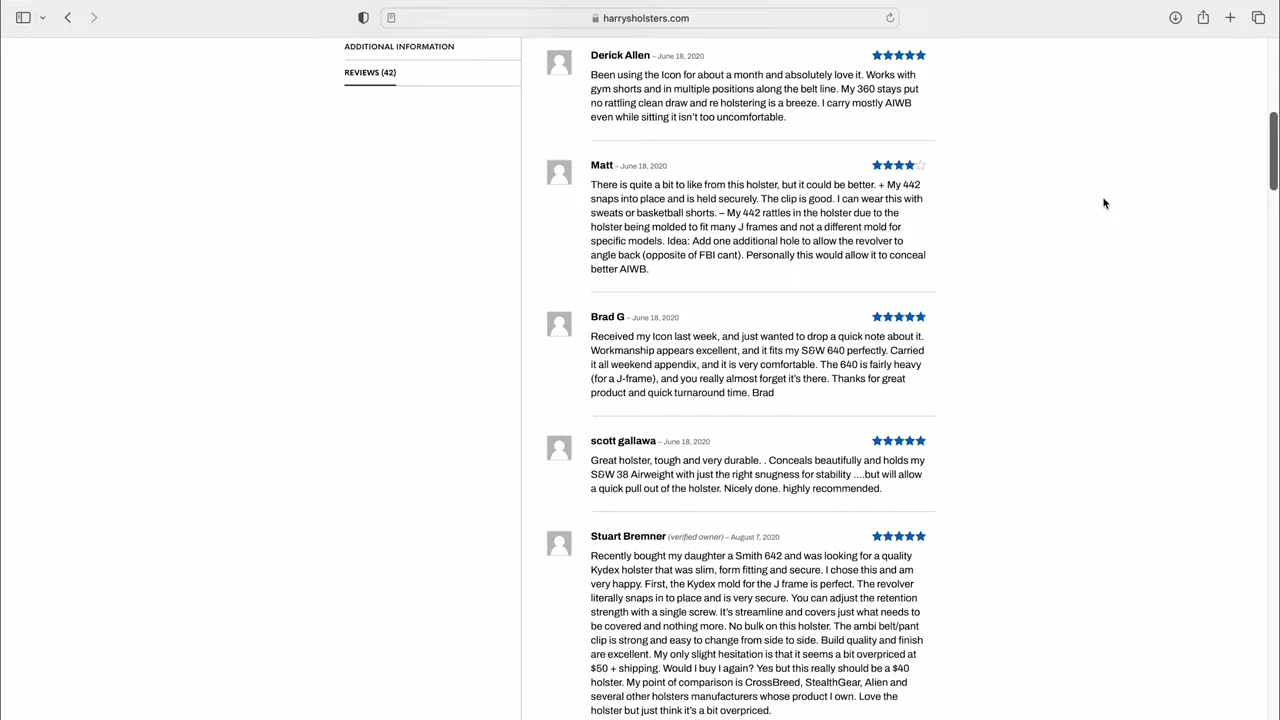 harrysholsters.com
ADDITIONAL INFORMATION
REVIEWS (42)
Derick Allen – June 18, 2020
Been using the Icon for about a month and absolutely love it. Works with
gym shorts and in multiple positions along the belt line. My 360 stays put
no rattling clean draw and re holstering is a breeze. I carry mostly AIWB
even while sitting it isn’t too uncomfortable.
Matt – June 18, 2020
There is quite a bit to like from this holster, but it could be better. + My 442
snaps into place and is held securely. The clip is good. I can wear this with
sweats or basketball shorts. – My 442 rattles in the holster due to the
holster being molded to fit many J frames and not a different mold for
specific models. Idea: Add one additional hole to allow the revolver to
angle back (opposite of FBI cant). Personally this would allow it to conceal
better AIWB.
Brad G – June 18, 2020
Received my Icon last week, and just wanted to drop a quick note about it.
Workmanship appears excellent, and it fits my S&W 640 perfectly. Carried
it all weekend appendix, and it is very comfortable. The 640 is fairly heavy
(for a J-frame), and you really almost forget it’s there. Thanks for great
product and quick turnaround time. Brad
scott gallawa – June 18, 2020
Great holster, tough and very durable. . Conceals beautifully and holds my
S&W 38 Airweight with just the right snugness for stability ….but will allow
a quick pull out of the holster. Nicely done. highly recommended.
Stuart Bremner (verified owner) – August 7, 2020
Recently bought my daughter a Smith 642 and was looking for a quality
Kydex holster that was slim, form fitting and secure. I chose this and am
very happy. First, the Kydex mold for the J frame is perfect. The revolver
literally snaps in to place and is very secure. You can adjust the retention
strength with a single screw. It’s streamline and covers just what needs to
be covered and nothing more. No bulk on this holster. The ambi belt/pant
clip is strong and easy to change from side to side. Build quality and finish
are excellent. My only slight hesitation is that it seems a bit overpriced at
$50 + shipping. Would I buy I again? Yes but this really should be a $40
holster. My point of comparison is CrossBreed, StealthGear, Alien and
several other holsters manufacturers whose product I own. Love the
holster but just think it’s a bit overpriced.